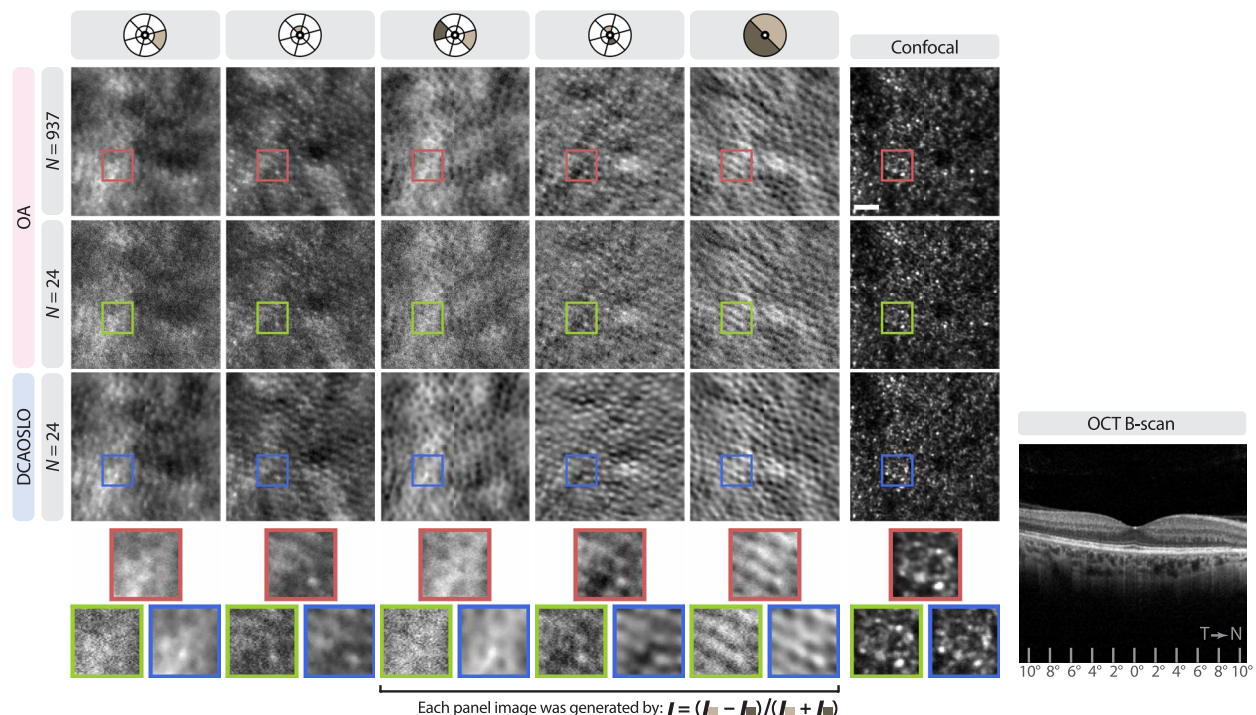 Confocal
OA
N = 937
N = 24
DCAOSLO
N = 24
OCT B-scan
T→N
10° 8° 6° 4° 2° 0° 2° 4° 6° 8° 10°
Each panel image was generated by: I = (I − I)/(I + I)